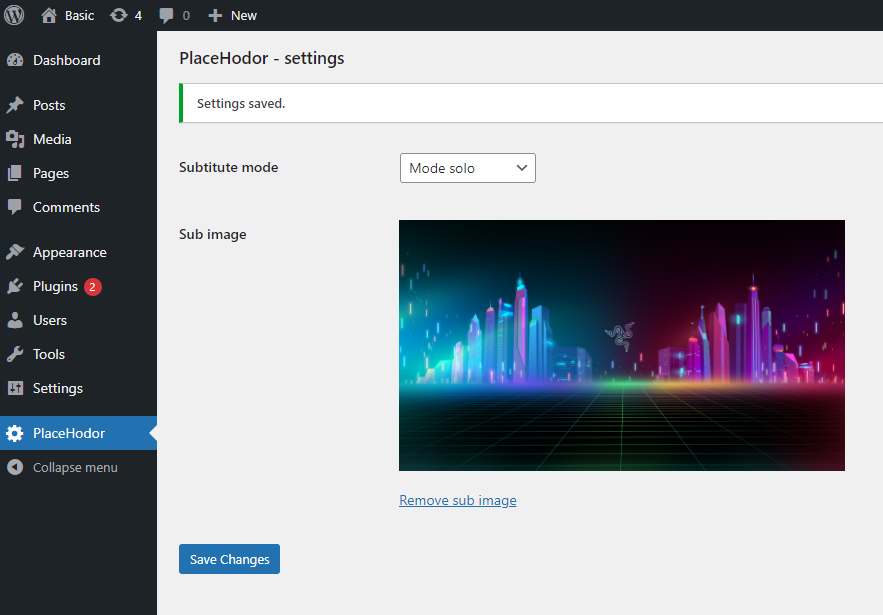 Basic
4
0
New
Dashboard
Posts
Media
Pages
Comments
Appearance
Plugins 2
Users
Tools
Settings
PlaceHodor
Collapse menu
PlaceHodor - settings
Settings saved.
Subtitute mode
Mode solo
Sub image
Remove sub image
Save Changes